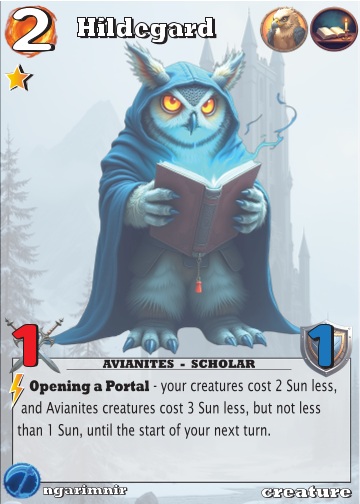 2 Hildegard
1 1
AVIANITES - SCHOLAR
Opening a Portal - your creatures cost 2 Sun less,
and Avianites creatures cost 3 Sun less, but not less
than 1 Sun, until the start of your next turn.
ngarimnir creature